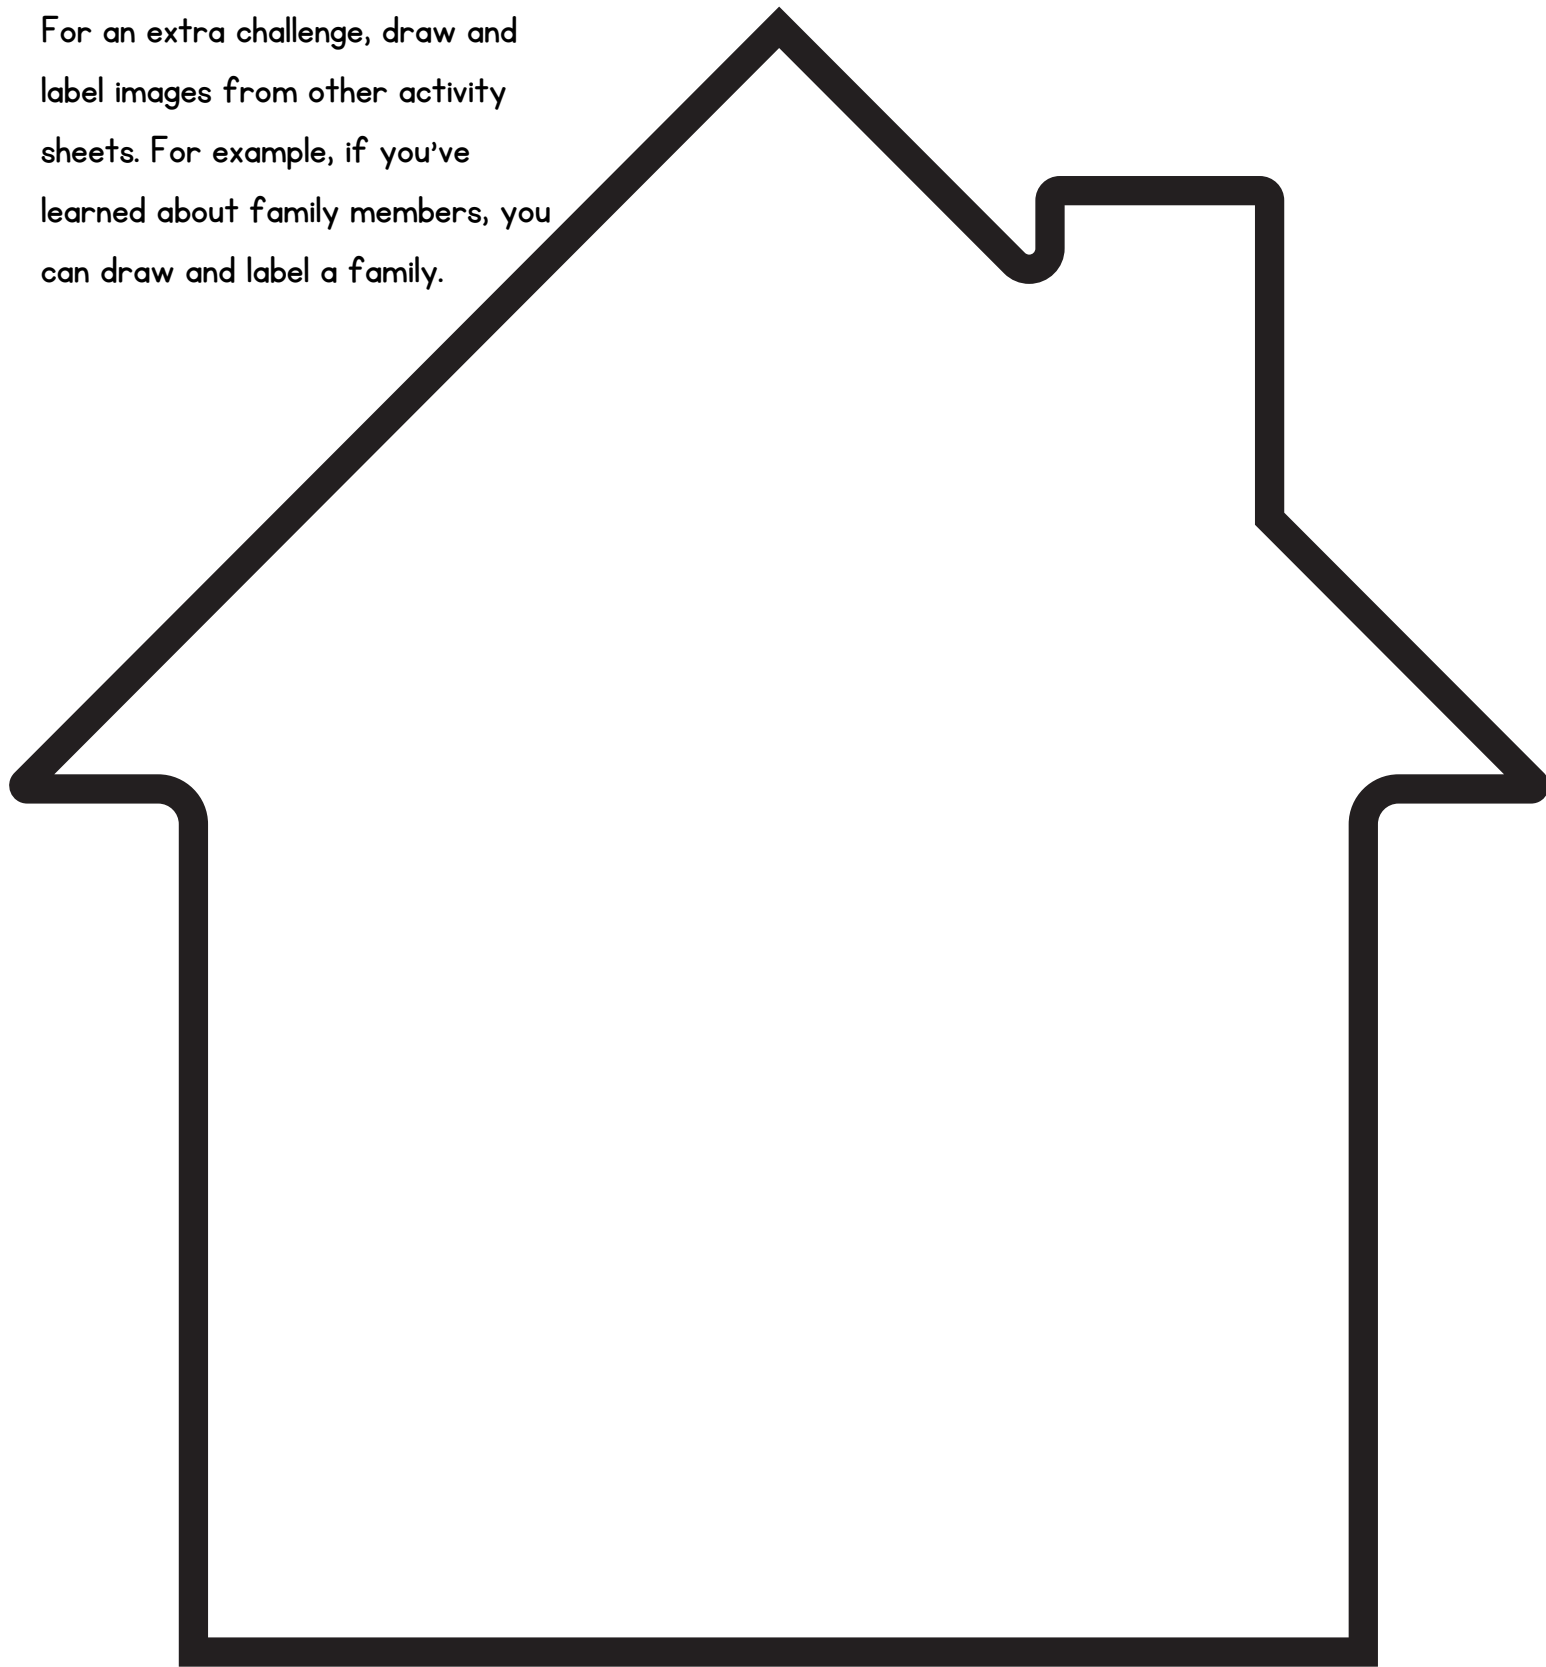 For an extra challenge, draw and
label images from other activity
sheets. For example, if you've
learned about family members, you
can draw and label a family.